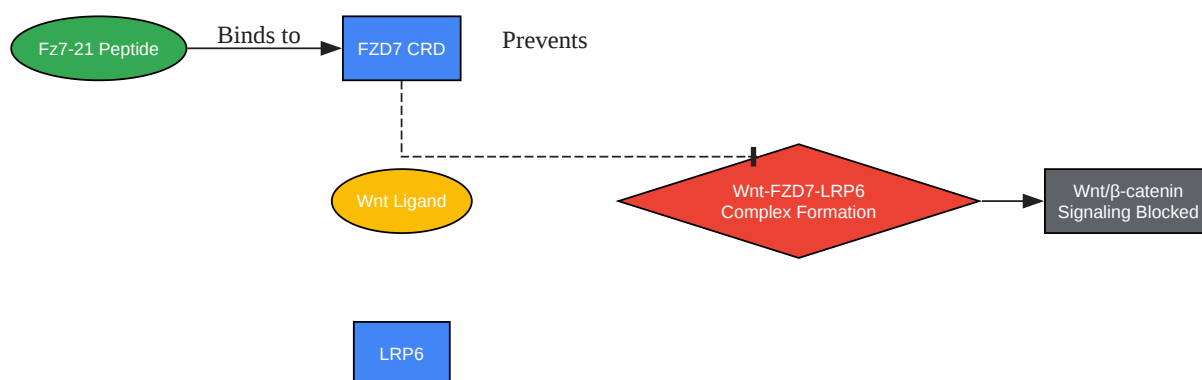 Fz7-21 Peptide
Binds to
FZD7 CRD
Prevents
Wnt Ligand
Wnt-FZD7-LRP6
Complex Formation
Wnt/β-catenin
Signaling Blocked
LRP6